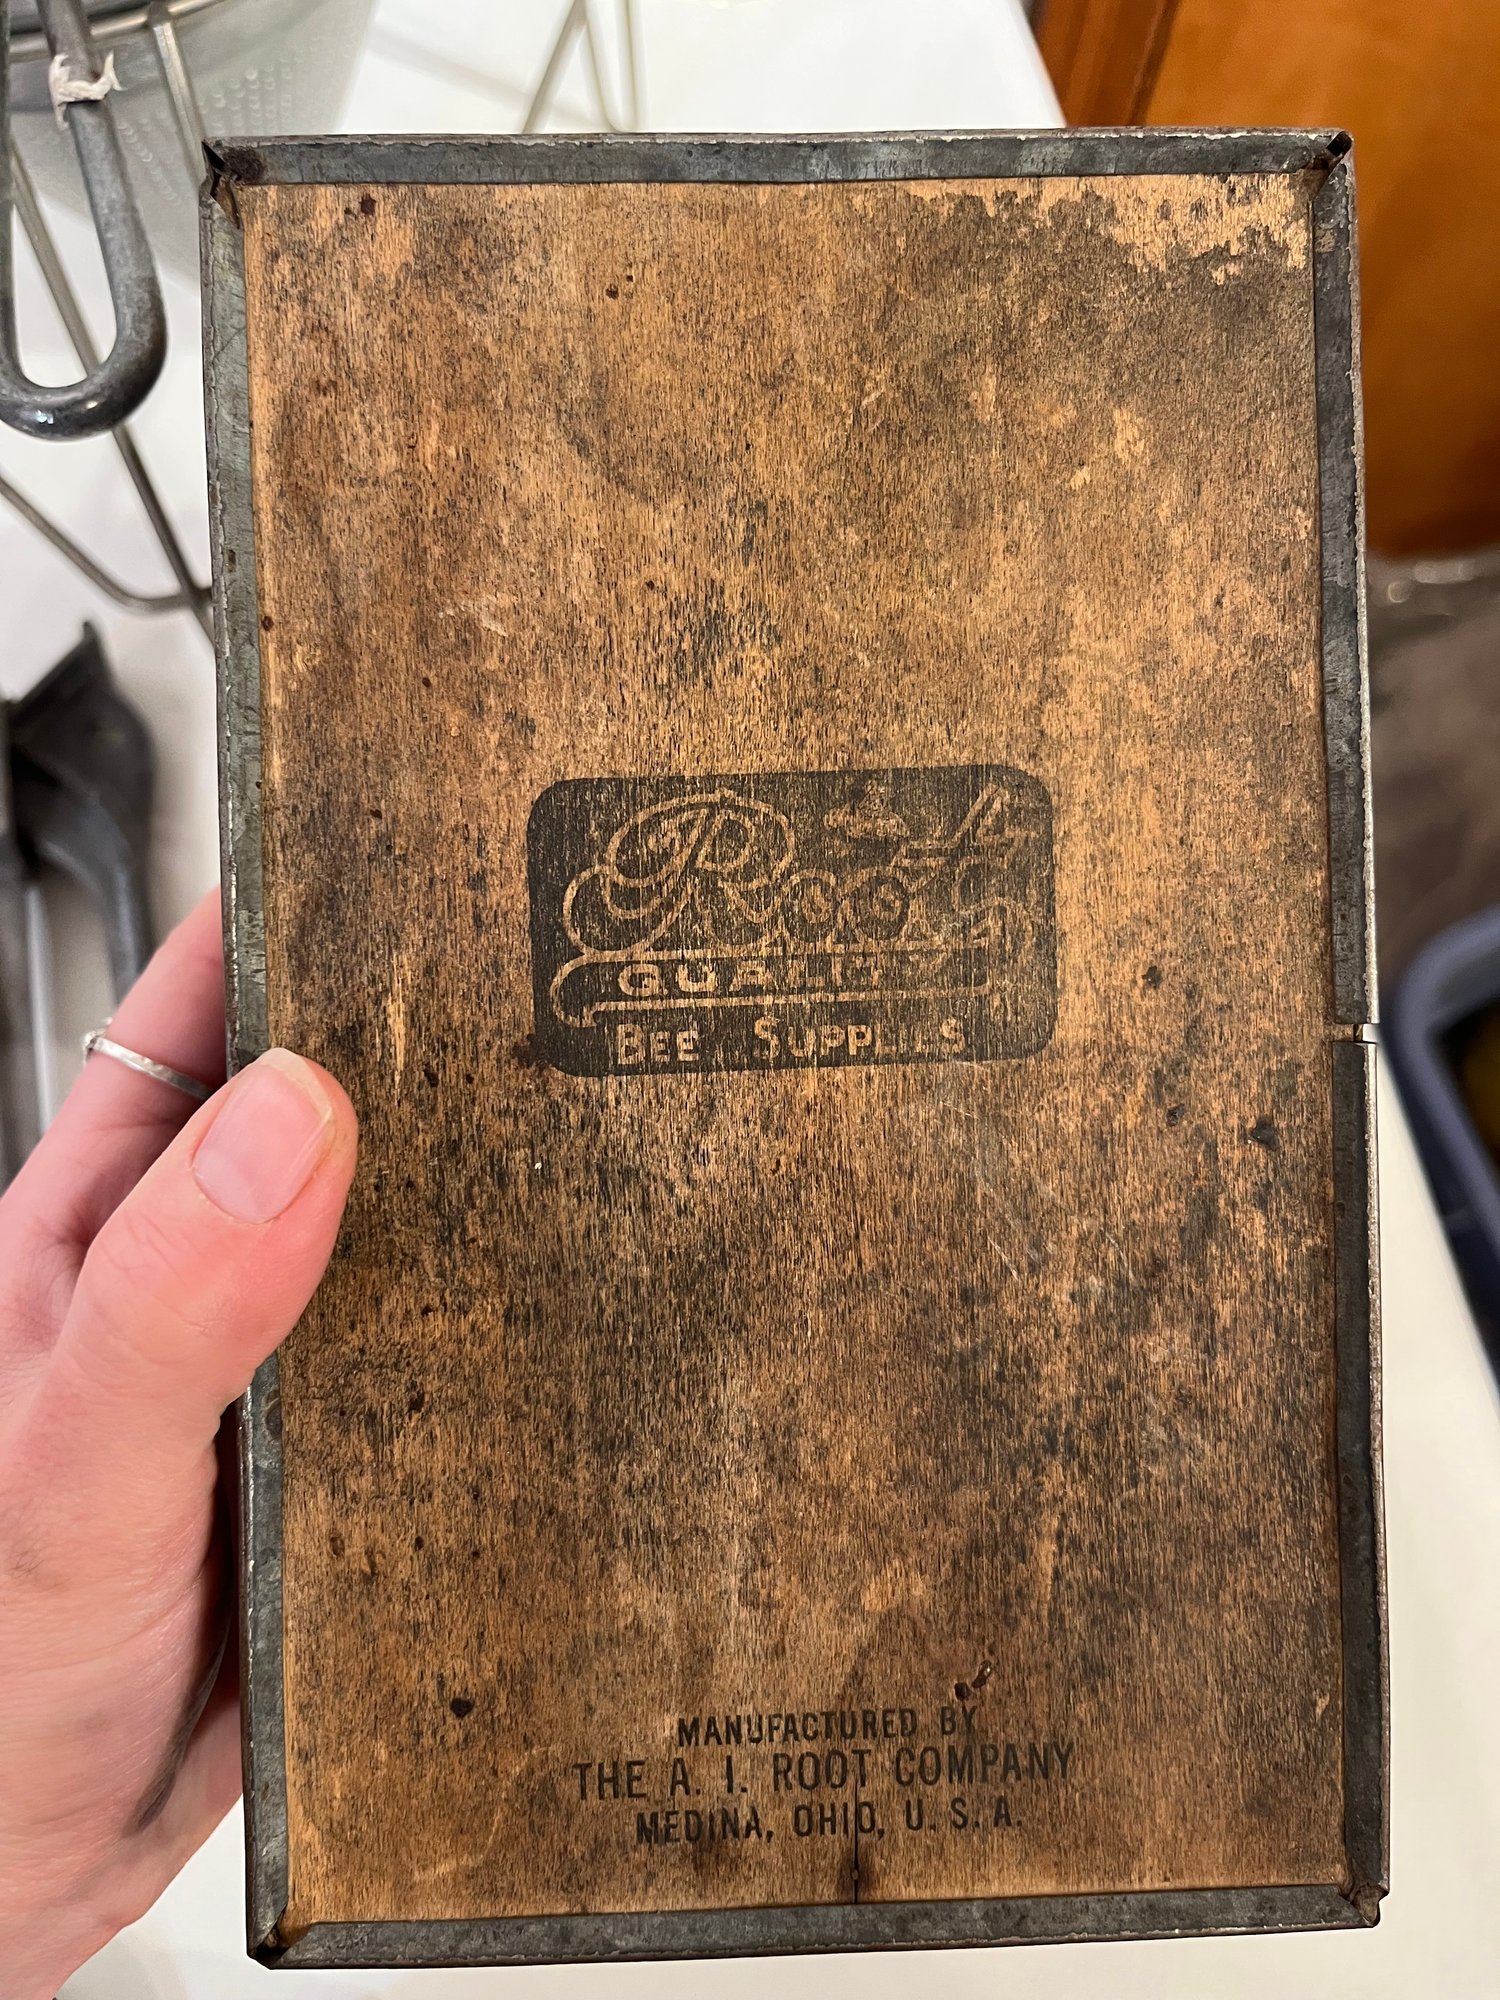 Root
QUALITY
BEE SUPPLIES
MANUFACTURED BY
THE A. I. ROOT COMPANY
MEDINA, OHIO, U. S. A.